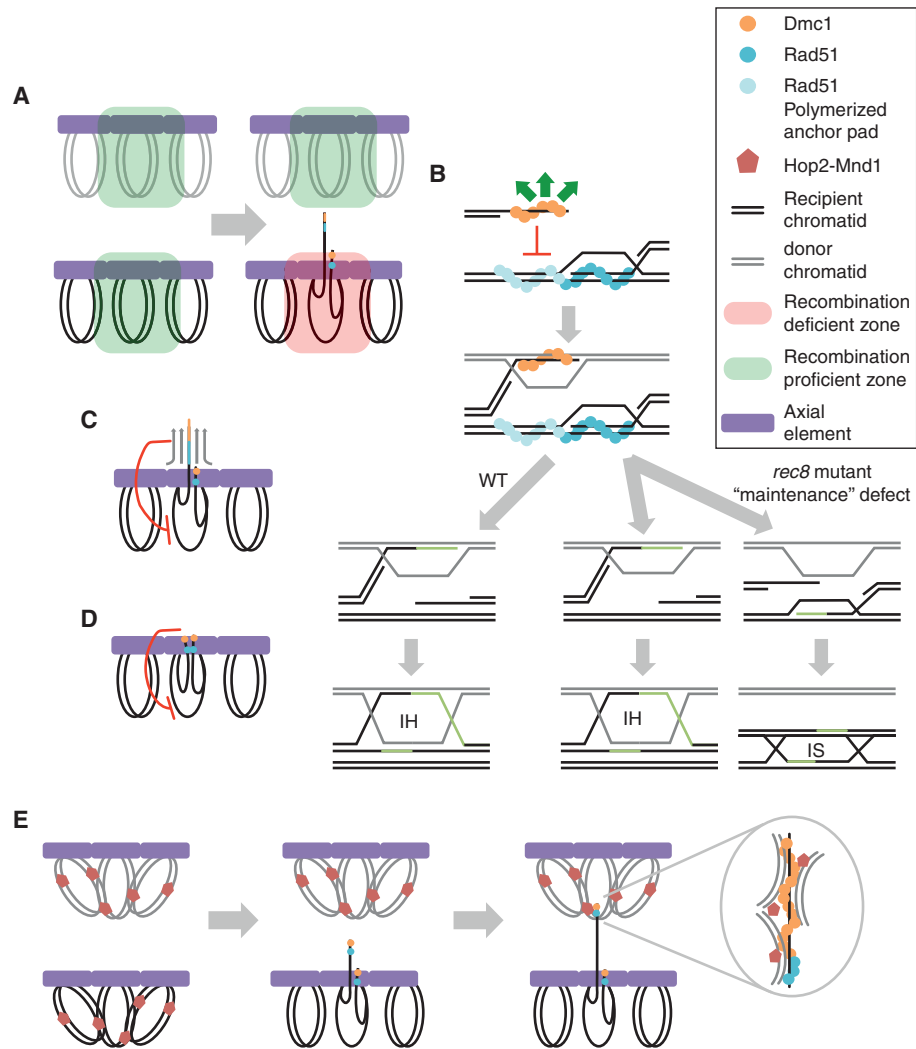 A
B
C
D
E
Dmc1
Rad51
Rad51
Polymerized
anchor pad
Hop2-Mnd1
Recipient
chromatid
donor
chromatid
Recombination
deficient zone
Recombination
proficient zone
Axial
element
WT
rec8 mutant
“maintenance” defect
IH
IH
IS